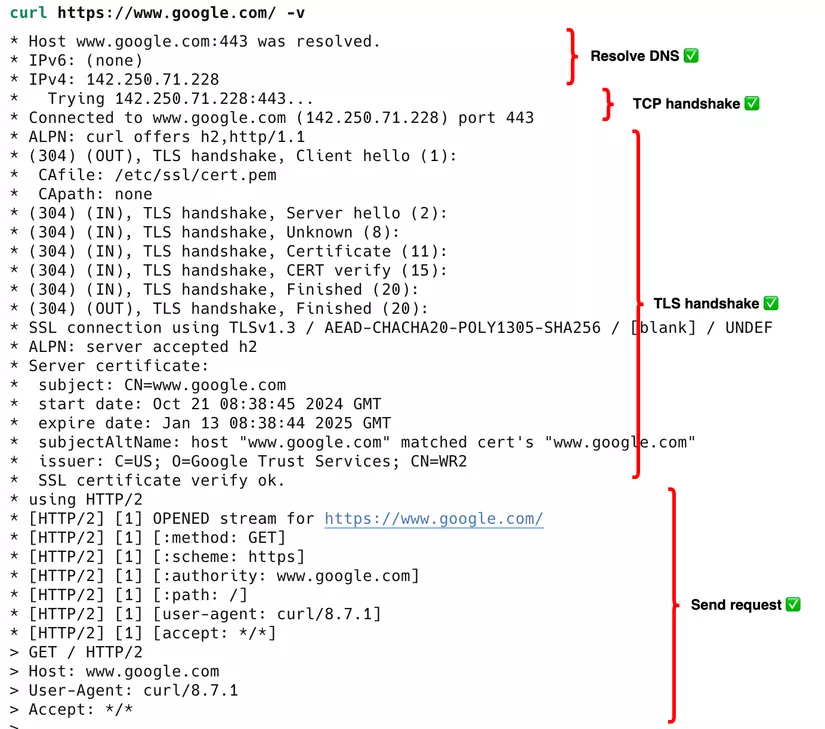 curl https://www.google.com/ -v
* Host www.google.com:443 was resolved.
* IPv6: (none)
* IPv4: 142.250.71.228
Resolve DNS ✅
*   Trying 142.250.71.228:443...
* Connected to www.google.com (142.250.71.228) port 443
TCP handshake ✅
* ALPN: curl offers h2,http/1.1
* (304) (OUT), TLS handshake, Client hello (1):
*  CAfile: /etc/ssl/cert.pem
*  CApath: none
* (304) (IN), TLS handshake, Server hello (2):
* (304) (IN), TLS handshake, Unknown (8):
* (304) (IN), TLS handshake, Certificate (11):
* (304) (IN), TLS handshake, CERT verify (15):
* (304) (IN), TLS handshake, Finished (20):
* (304) (OUT), TLS handshake, Finished (20):
* SSL connection using TLSv1.3 / AEAD-CHACHA20-POLY1305-SHA256 / [blank] / UNDEF
* ALPN: server accepted h2
* Server certificate:
*  subject: CN=www.google.com
*  start date: Oct 21 08:38:45 2024 GMT
*  expire date: Jan 13 08:38:44 2025 GMT
*  subjectAltName: host "www.google.com" matched cert's "www.google.com"
*  issuer: C=US; O=Google Trust Services; CN=WR2
*  SSL certificate verify ok.
TLS handshake ✅
* using HTTP/2
* [HTTP/2] [1] OPENED stream for https://www.google.com/
* [HTTP/2] [1] [:method: GET]
* [HTTP/2] [1] [:scheme: https]
* [HTTP/2] [1] [:authority: www.google.com]
* [HTTP/2] [1] [:path: /]
* [HTTP/2] [1] [user-agent: curl/8.7.1]
* [HTTP/2] [1] [accept: */*]
> GET / HTTP/2
> Host: www.google.com
> User-Agent: curl/8.7.1
> Accept: */*
>
Send request ✅